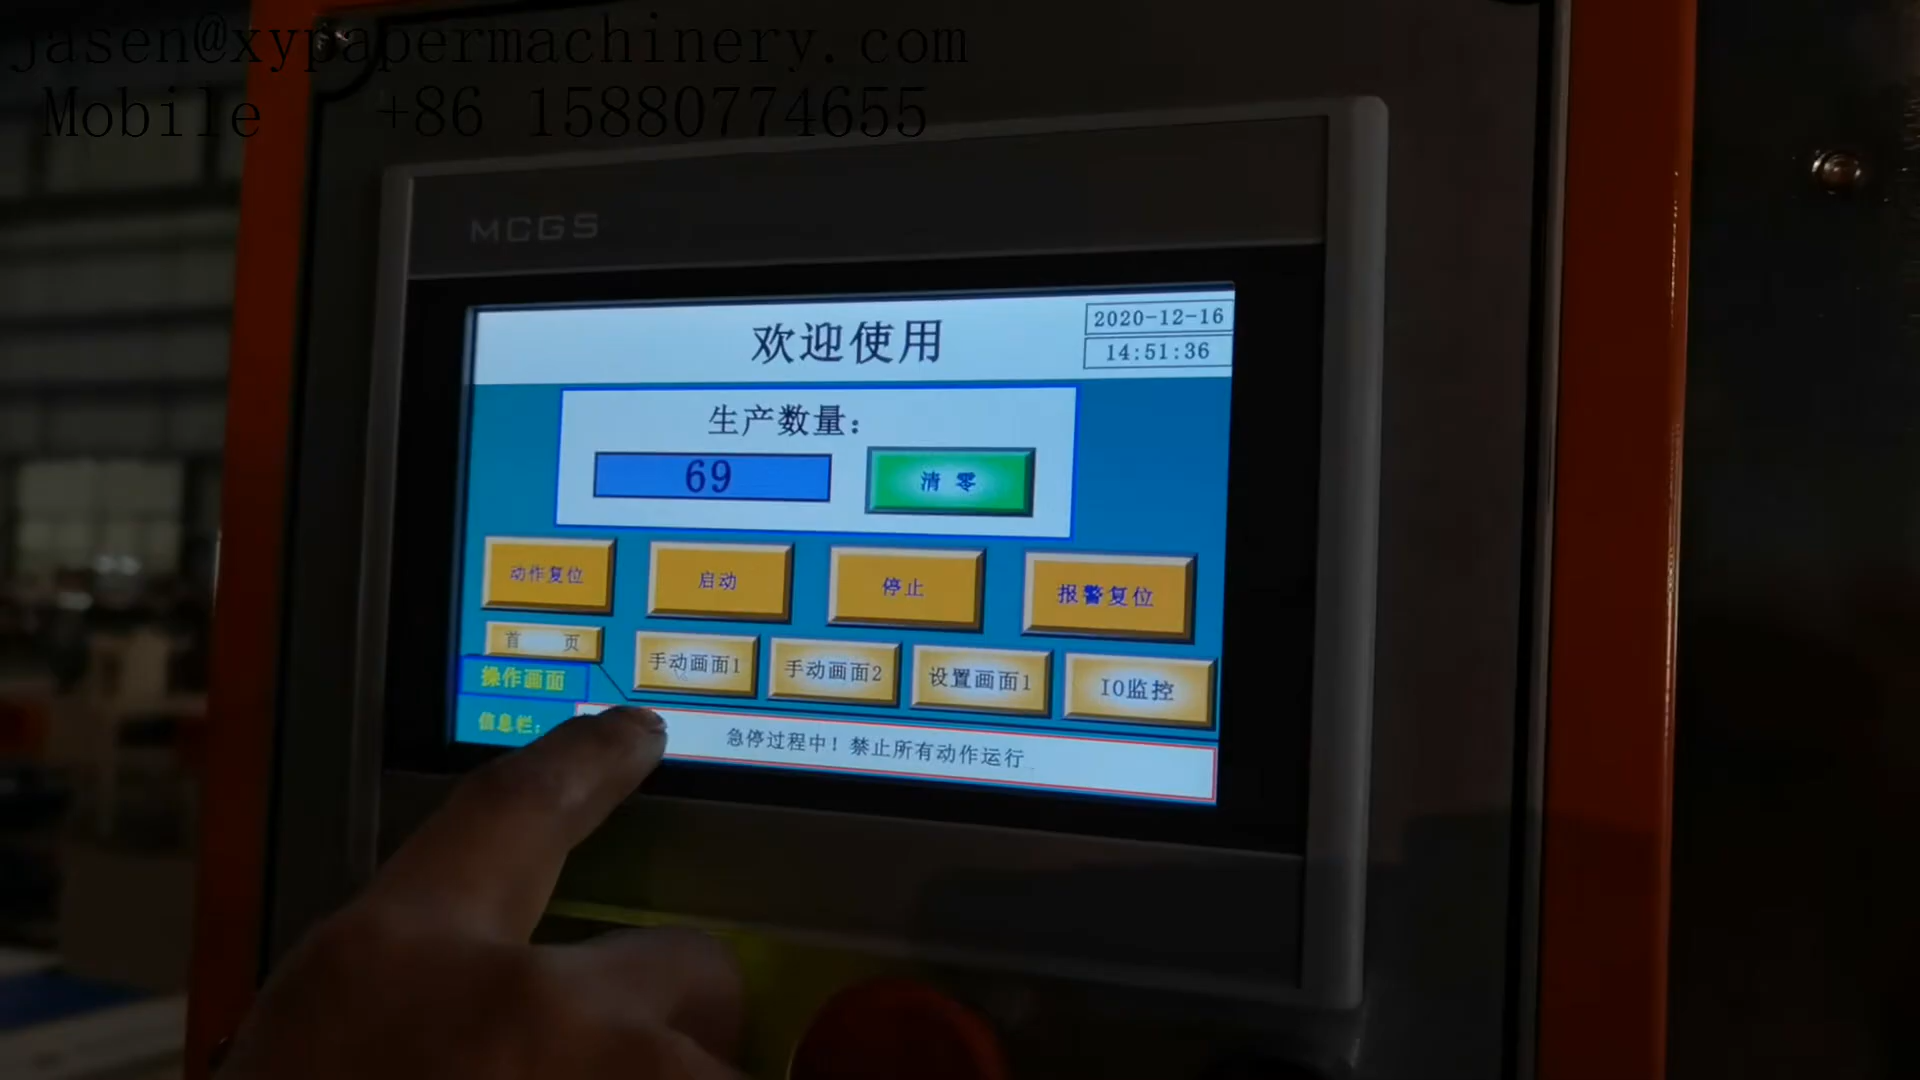 jasen@xypapermachinery.com
Mobile +86 15880774655
MCGS
欢迎使用
2020-12-16
14:51:36
生产数量:
69
清零
动作复位 启动 停止 报警复位
首页
手动画面1 手动画面2 设置画面1 IO监控
操作画面
信息栏: 急停过程中!禁止所有动作运行